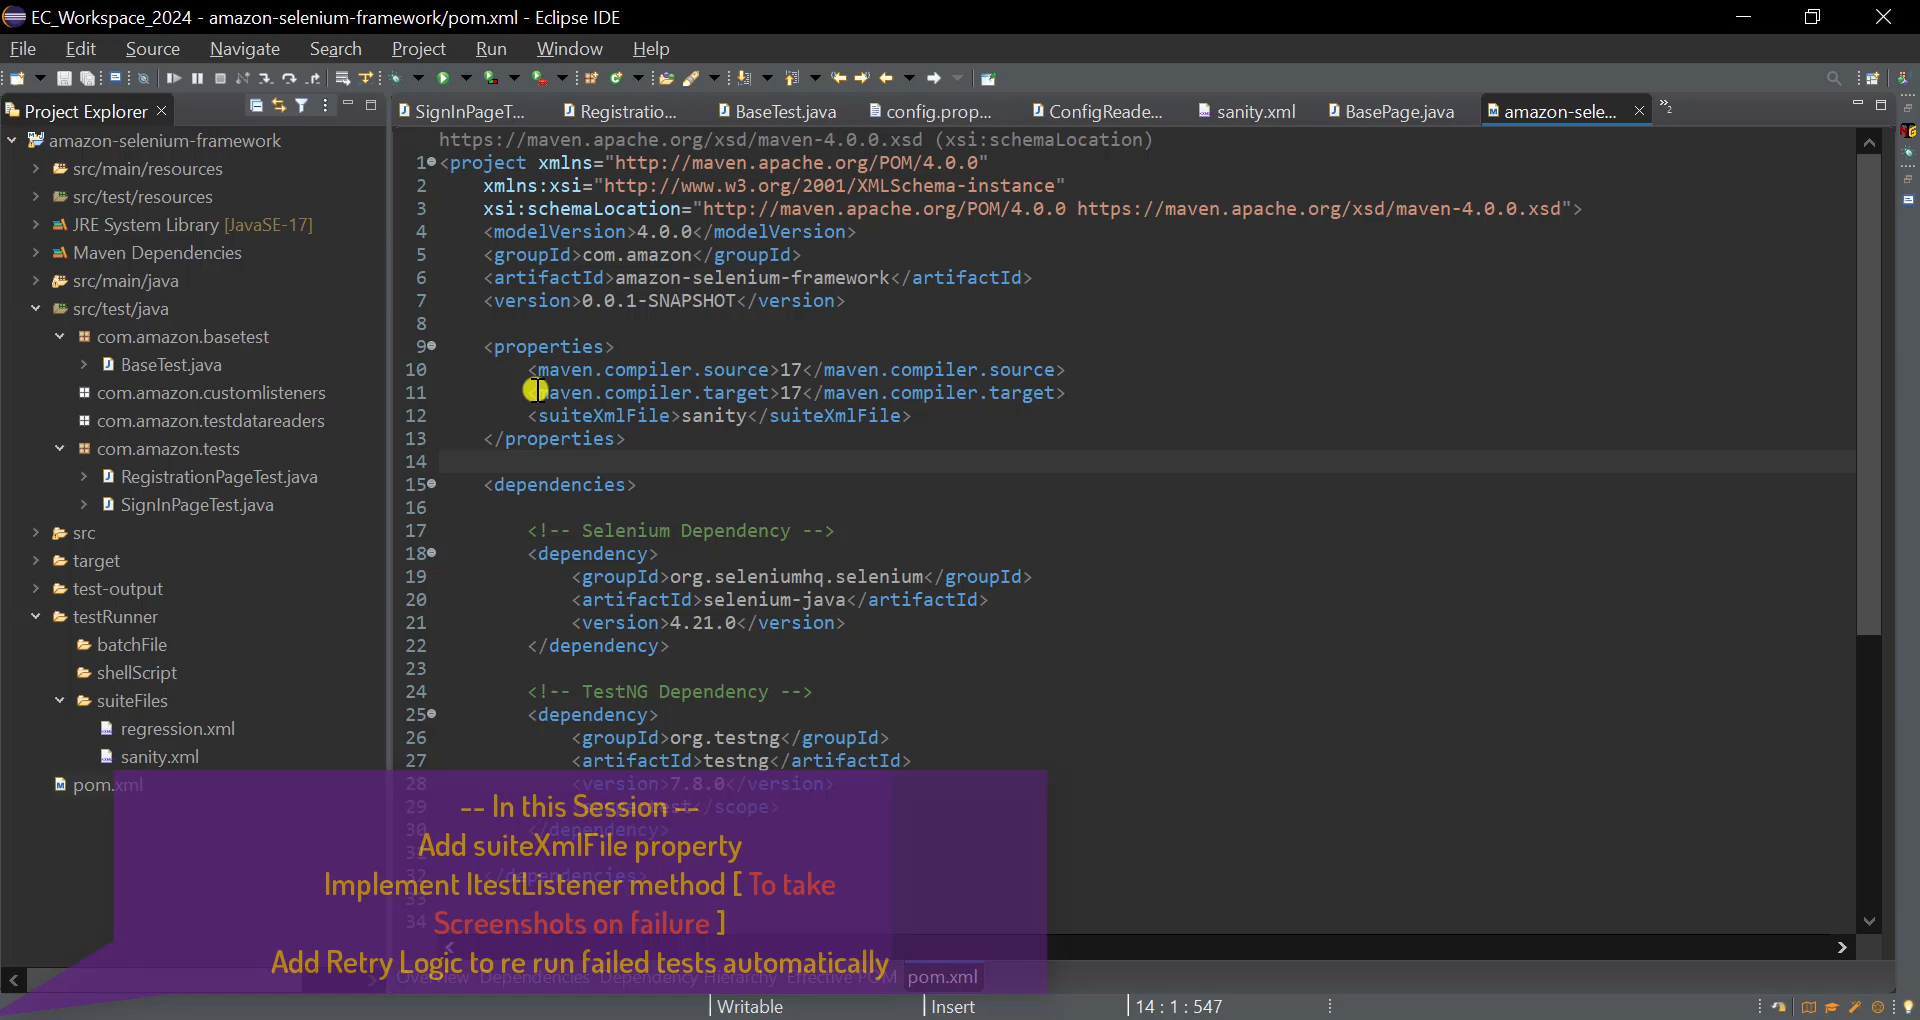 EC_Workspace_2024 - amazon-selenium-framework/pom.xml - Eclipse IDE
File Edit Source Navigate Search Project Run Window Help
Project Explorer
SignInPageT... Registratio... BaseTest.java config.prop... ConfigReade... sanity.xml BasePage.java amazon-sele... »2
amazon-selenium-framework
src/main/resources
src/test/resources
JRE System Library [JavaSE-17]
Maven Dependencies
src/main/java
src/test/java
com.amazon.basetest
BaseTest.java
com.amazon.customlisteners
com.amazon.testdatareaders
com.amazon.tests
RegistrationPageTest.java
SignInPageTest.java
src
target
test-output
testRunner
batchFile
shellScript
suiteFiles
regression.xml
sanity.xml
pom.xml
https://maven.apache.org/xsd/maven-4.0.0.xsd (xsi:schemaLocation)
1 <project xmlns="http://maven.apache.org/POM/4.0.0"
2 xmlns:xsi="http://www.w3.org/2001/XMLSchema-instance"
3 xsi:schemaLocation="http://maven.apache.org/POM/4.0.0 https://maven.apache.org/xsd/maven-4.0.0.xsd">
4 <modelVersion>4.0.0</modelVersion>
5 <groupId>com.amazon</groupId>
6 <artifactId>amazon-selenium-framework</artifactId>
7 <version>0.0.1-SNAPSHOT</version>
8
9 <properties>
10 <maven.compiler.source>17</maven.compiler.source>
11 <maven.compiler.target>17</maven.compiler.target>
12 <suiteXmlFile>sanity</suiteXmlFile>
13 </properties>
14
15 <dependencies>
16
17 <!-- Selenium Dependency -->
18 <dependency>
19 <groupId>org.seleniumhq.selenium</groupId>
20 <artifactId>selenium-java</artifactId>
21 <version>4.21.0</version>
22 </dependency>
23
24 <!-- TestNG Dependency -->
25 <dependency>
26 <groupId>org.testng</groupId>
27 <artifactId>testng</artifactId>
28 <version>7.8.0</version>
29 </scope>
30 </dependency>
34
-- In this Session --
Add suiteXmlFile property
Implement ItestListener method [ To take
Screenshots on failure ]
Add Retry Logic to re run failed tests automatically
Overview Dependencies Dependency Hierarchy Effective POM pom.xml
Writable Insert 14 : 1 : 547